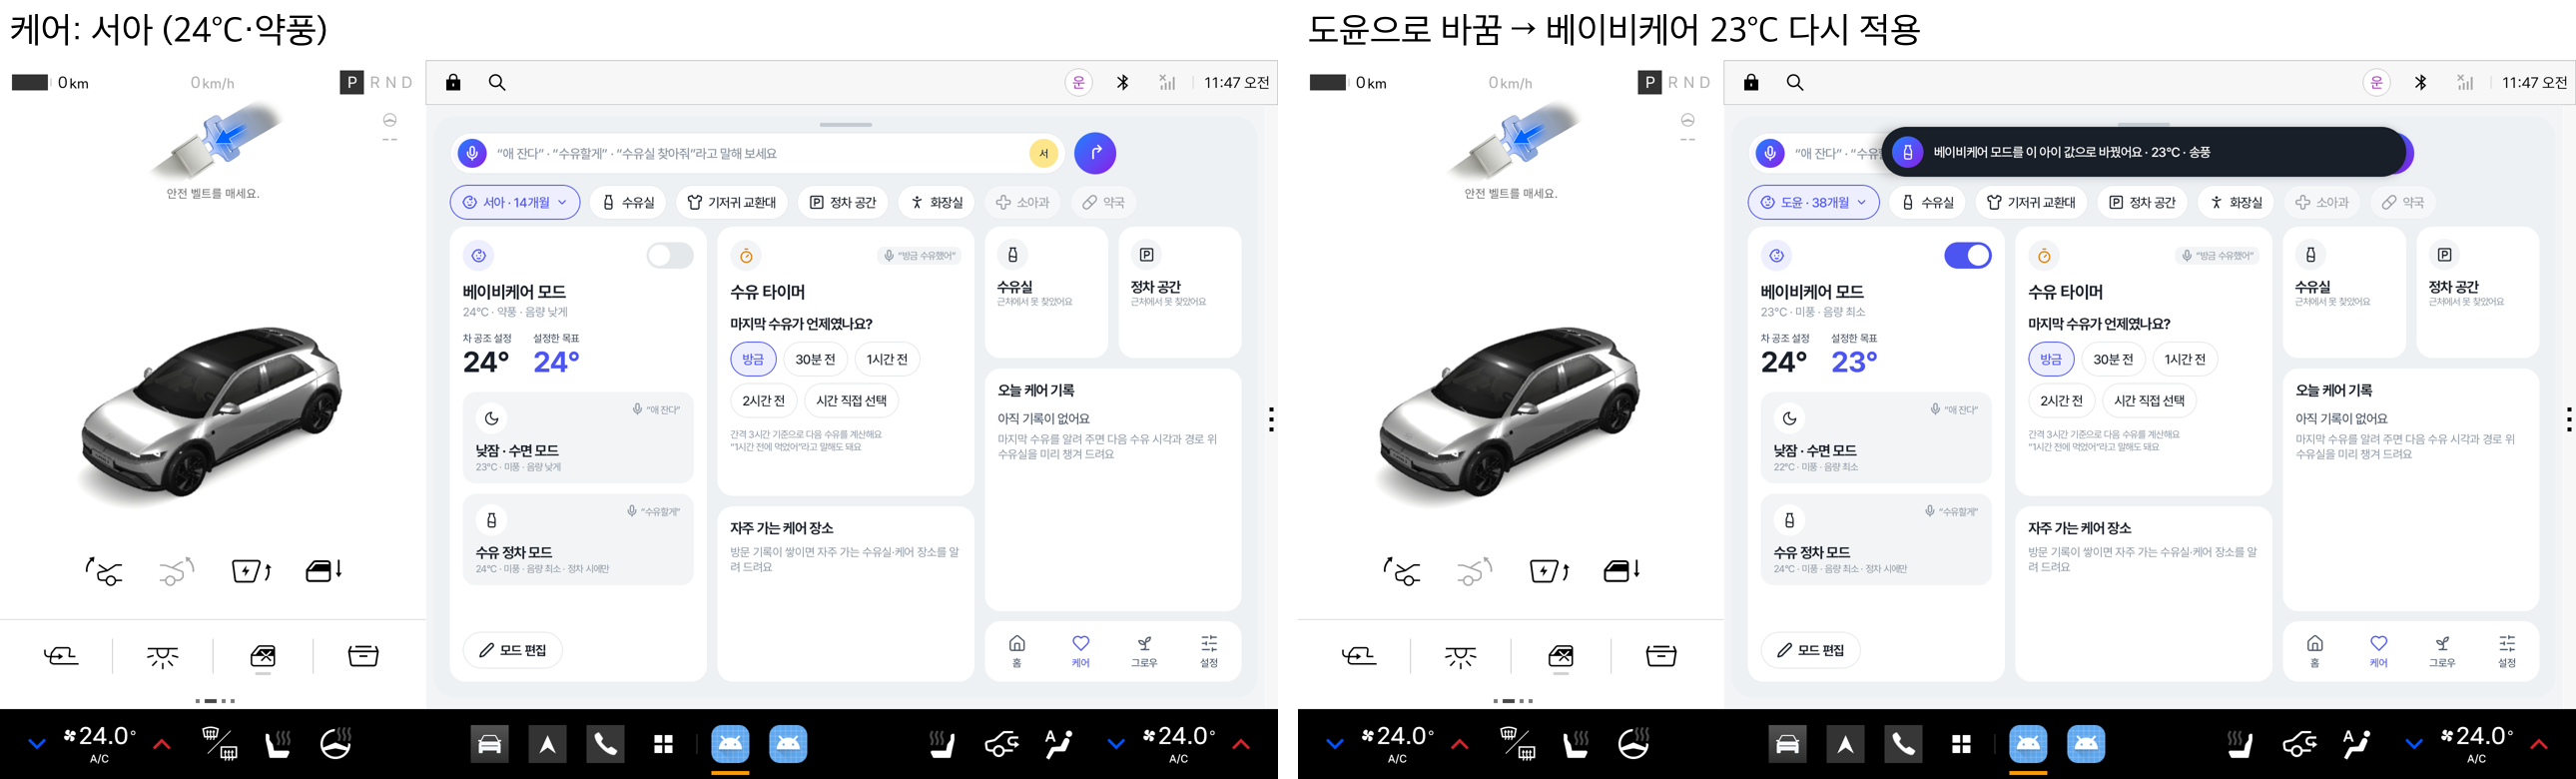 케어: 서아 (24°C·약풍)
0 km
0 km/h
P R N D
운
11:47 오전
안전 벨트를 매세요.
--
"애 잔다" · "수유할게" · "수유실 찾아줘"라고 말해 보세요
서
서아 · 14개월
수유실
기저귀 교환대
정차 공간
화장실
소아과
약국
베이비케어 모드
24°C · 약풍 · 음량 낮게
차 공조 설정
설정한 목표
24°
24°
"애 잔다"
낮잠 · 수면 모드
23°C · 미풍 · 음량 낮게
"수유할게"
수유 정차 모드
24°C · 미풍 · 음량 최소 · 정차 시에만
모드 편집
"방금 수유했어"
수유 타이머
마지막 수유가 언제였나요?
방금
30분 전
1시간 전
2시간 전
시간 직접 선택
간격 3시간 기준으로 다음 수유를 계산해요
"1시간 전에 먹었어"라고 말해도 돼요
자주 가는 케어 장소
방문 기록이 쌓이면 자주 가는 수유실·케어 장소를 알
려 드려요
수유실
근처에서 못 찾았어요
정차 공간
근처에서 못 찾았어요
오늘 케어 기록
아직 기록이 없어요
마지막 수유를 알려 주면 다음 수유 시각과 경로 위
수유실을 미리 챙겨 드려요
홈
케어
그로우
설정
24.0°
A/C
A
24.0°
A/C
도윤으로 바꿈 → 베이비케어 23°C 다시 적용
0 km
0 km/h
P R N D
운
11:47 오전
안전 벨트를 매세요.
--
"애 잔다" · "수유
베이비케어 모드를 이 아이 값으로 바꿨어요 · 23°C · 송풍
도윤 · 38개월
수유실
기저귀 교환대
정차 공간
화장실
소아과
약국
베이비케어 모드
23°C · 미풍 · 음량 최소
차 공조 설정
설정한 목표
24°
23°
"애 잔다"
낮잠 · 수면 모드
22°C · 미풍 · 음량 최소
"수유할게"
수유 정차 모드
24°C · 미풍 · 음량 최소 · 정차 시에만
모드 편집
"방금 수유했어"
수유 타이머
마지막 수유가 언제였나요?
방금
30분 전
1시간 전
2시간 전
시간 직접 선택
간격 3시간 기준으로 다음 수유를 계산해요
"1시간 전에 먹었어"라고 말해도 돼요
자주 가는 케어 장소
방문 기록이 쌓이면 자주 가는 수유실·케어 장소를 알
려 드려요
수유실
근처에서 못 찾았어요
정차 공간
근처에서 못 찾았어요
오늘 케어 기록
아직 기록이 없어요
마지막 수유를 알려 주면 다음 수유 시각과 경로 위
수유실을 미리 챙겨 드려요
홈
케어
그로우
설정
24.0°
A/C
A
24.0°
A/C